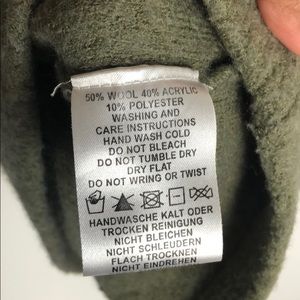 50% WOOL 40% ACRYLIC
10% POLYESTER
WASHING AND
CARE INSTRUCTIONS
HAND WASH COLD
DO NOT BLEACH
DO NOT TUMBLE DRY
DRY FLAT
DO NOT WRING OR TWIST
HANDWASCHE KALT ODER
TROCKEN REINIGUNG
NICHT BLEICHEN
NICHT SCHLEUDERN
FLACH TROCKNEN
NICHT EINDREHEN